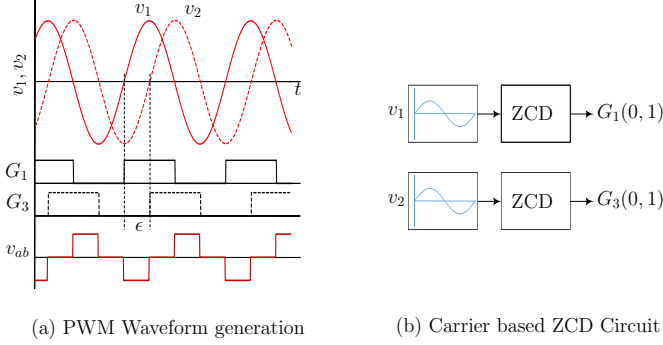 v₁ v₂
v₁, v₂
t
G₁
G₃
ϵ
v_ab
(a) PWM Waveform generation
v₁ ZCD G₁(0, 1)
v₂ ZCD G₃(0, 1)
(b) Carrier based ZCD Circuit